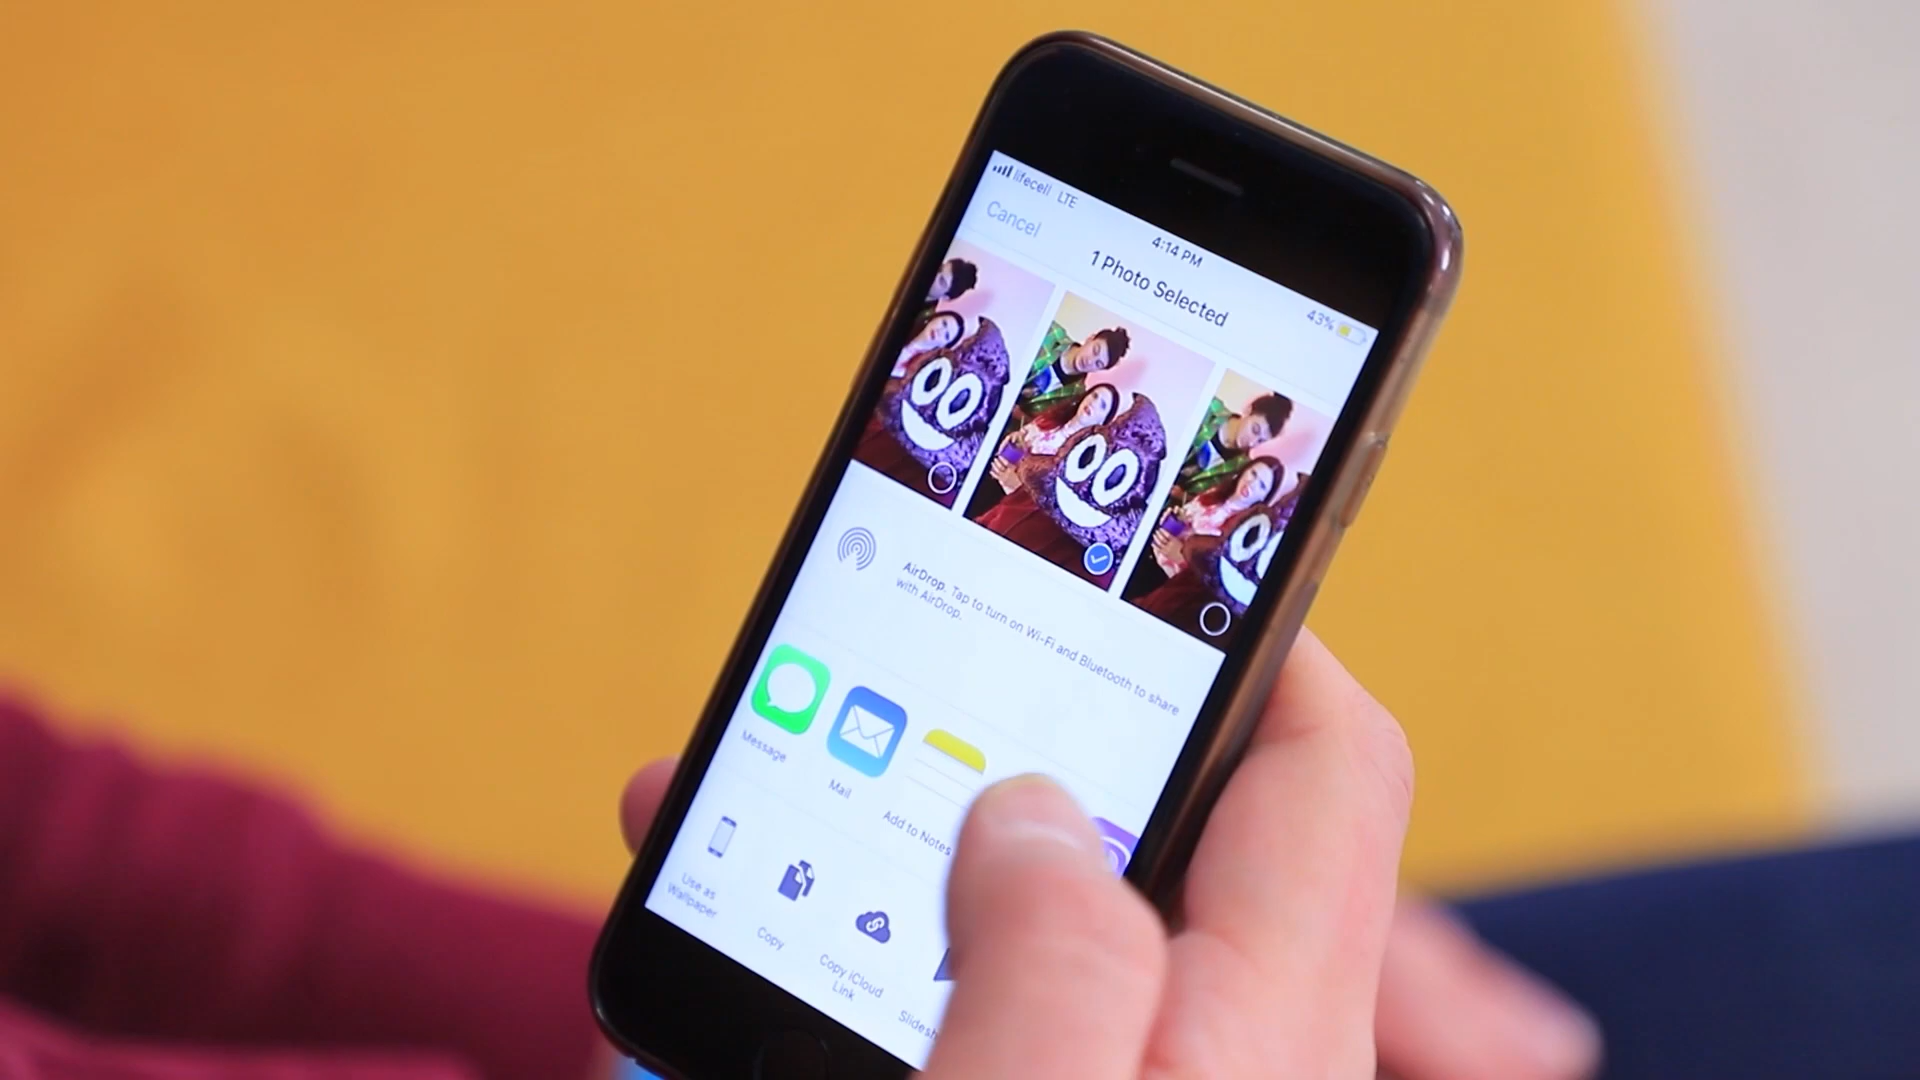 lifecell LTE
4:14 PM
43%
Cancel
1 Photo Selected
AirDrop. Tap to turn on Wi-Fi and Bluetooth to share
with AirDrop.
Message
Mail
Add to Notes
Use as
Wallpaper
Copy
Copy iCloud
Link
Slidesh